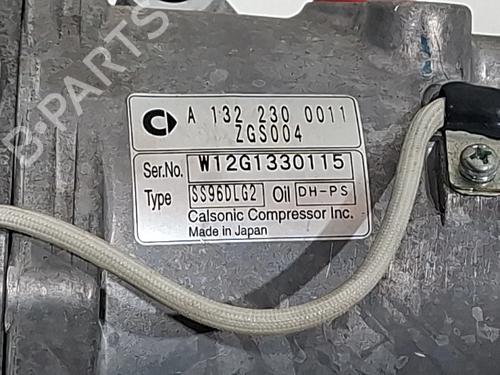 B-PARTS
A 132 230 0011
ZGS004
Ser.No. W12G1330115
Type SS96DLG2 Oil DH-PS
Calsonic Compressor Inc.
Made in Japan